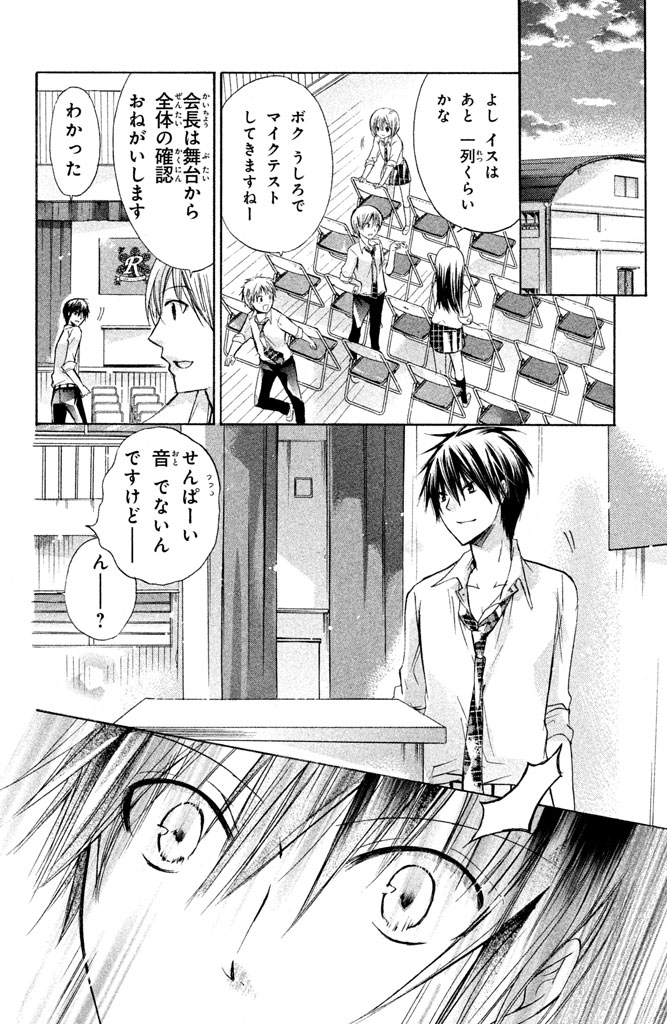 よし イスは
あと 一列くらい
かな
ボク うしろで
マイクテスト
してきますねー
会長は舞台から
全体の確認
おねがいします
わかった
R
せんぱーい
音 でないん
ですけど——
ん——?